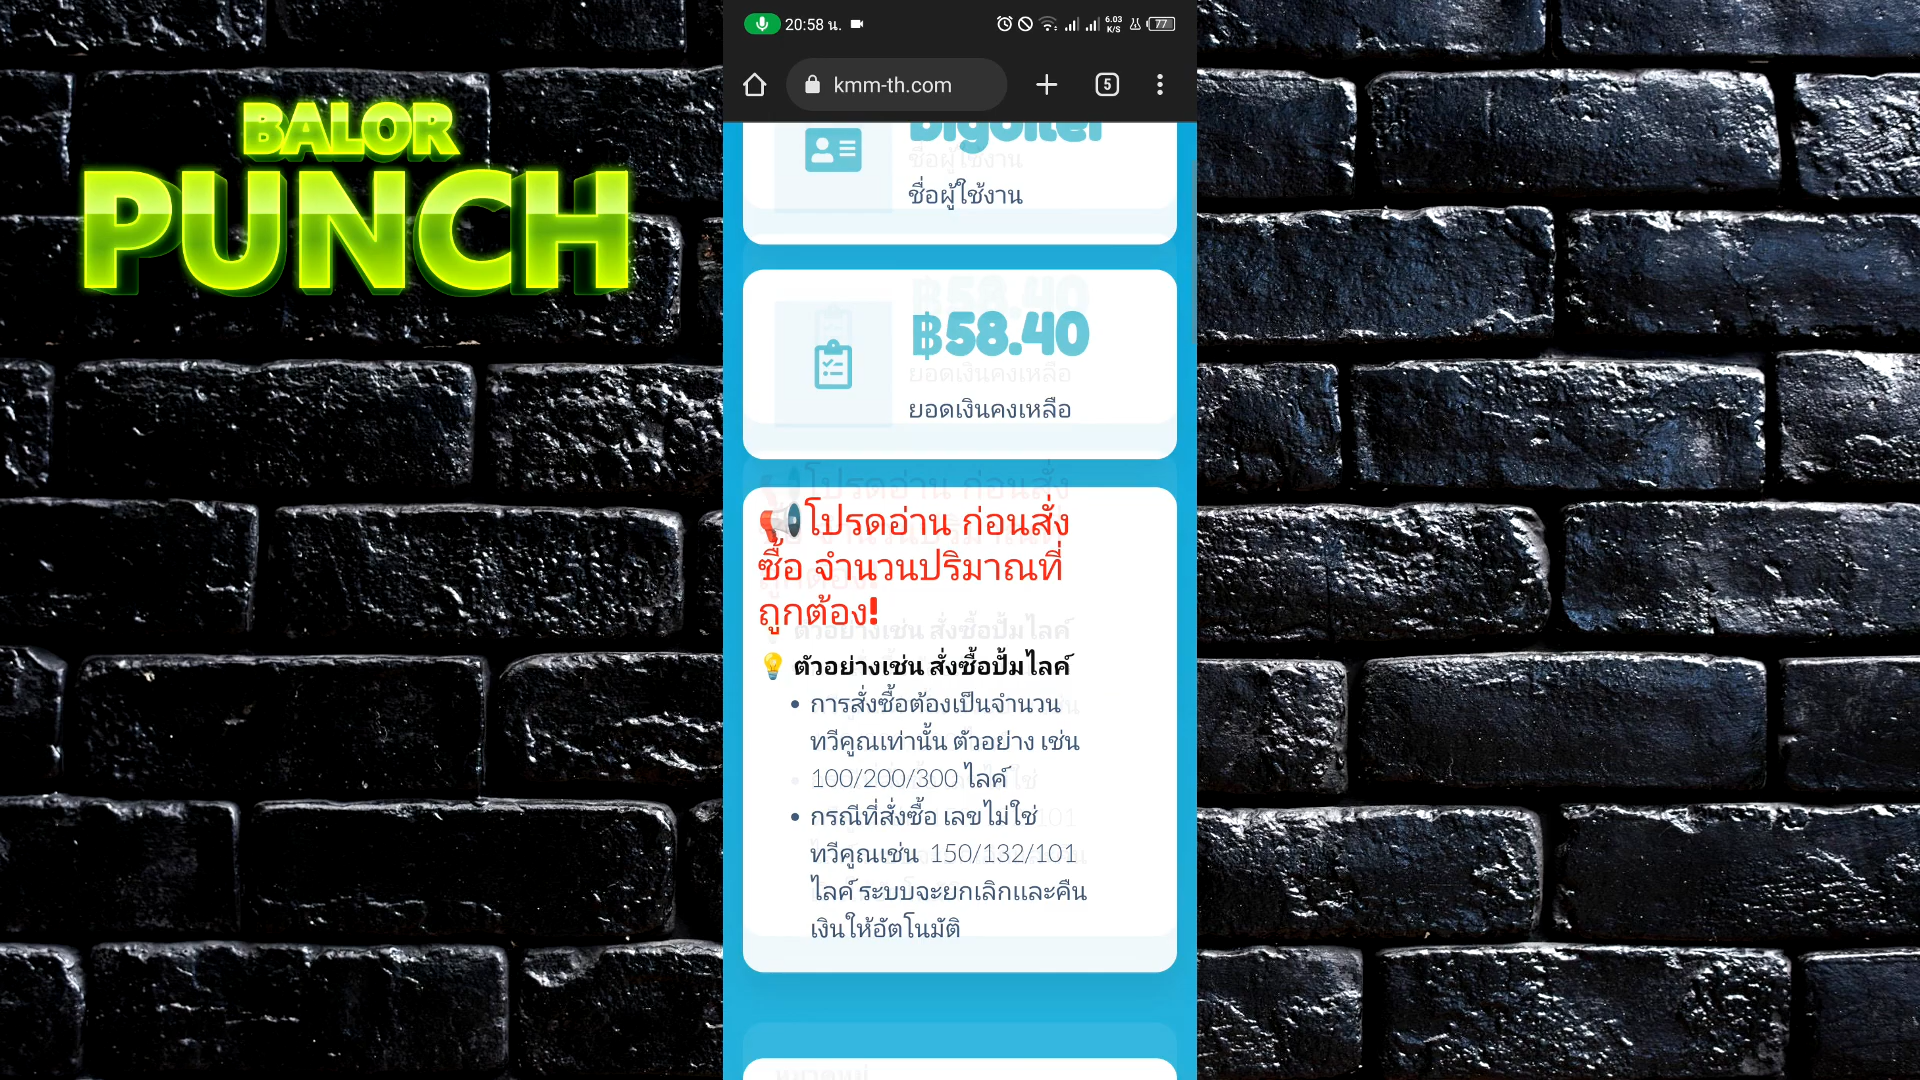 BALOR
PUNCH
20:58 น.
6.03
K/S
77
kmm-th.com
5
ชื่อผู้ใช้งาน
฿58.40
ยอดเงินคงเหลือ
📢โปรดอ่าน ก่อนสั่ง
ซื้อ จำนวนปริมาณที่
ถูกต้อง!
💡 ตัวอย่างเช่น สั่งซื้อปั้มไลค์
• การสั่งซื้อต้องเป็นจำนวน
ทวีคูณเท่านั้น ตัวอย่าง เช่น
100/200/300 ไลค์
• กรณีที่สั่งซื้อ เลขไม่ใช่
ทวีคูณเช่น 150/132/101
ไลค์ ระบบจะยกเลิกและคืน
เงินให้อัตโนมัติ